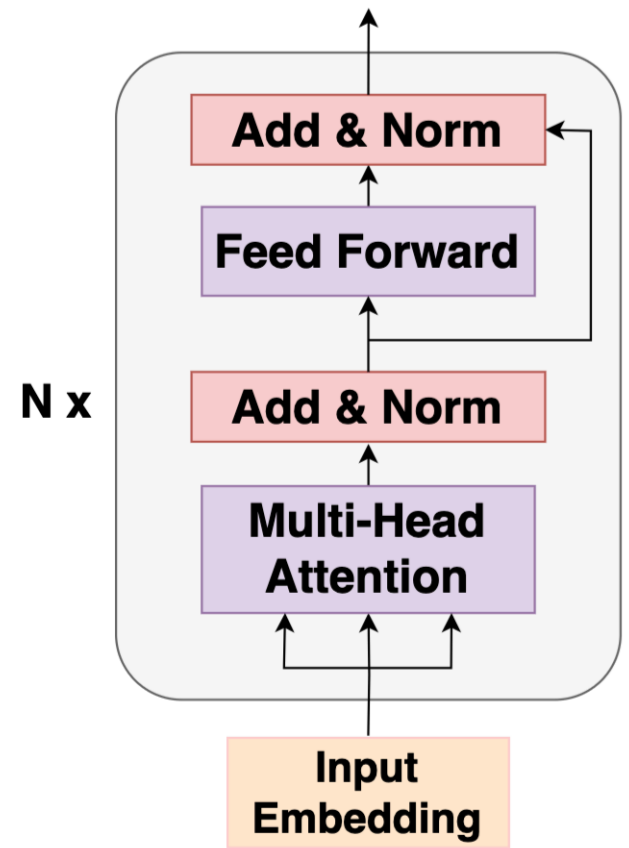 Add & Norm
Feed Forward
Add & Norm
N x
Multi-Head
Attention
Input
Embedding